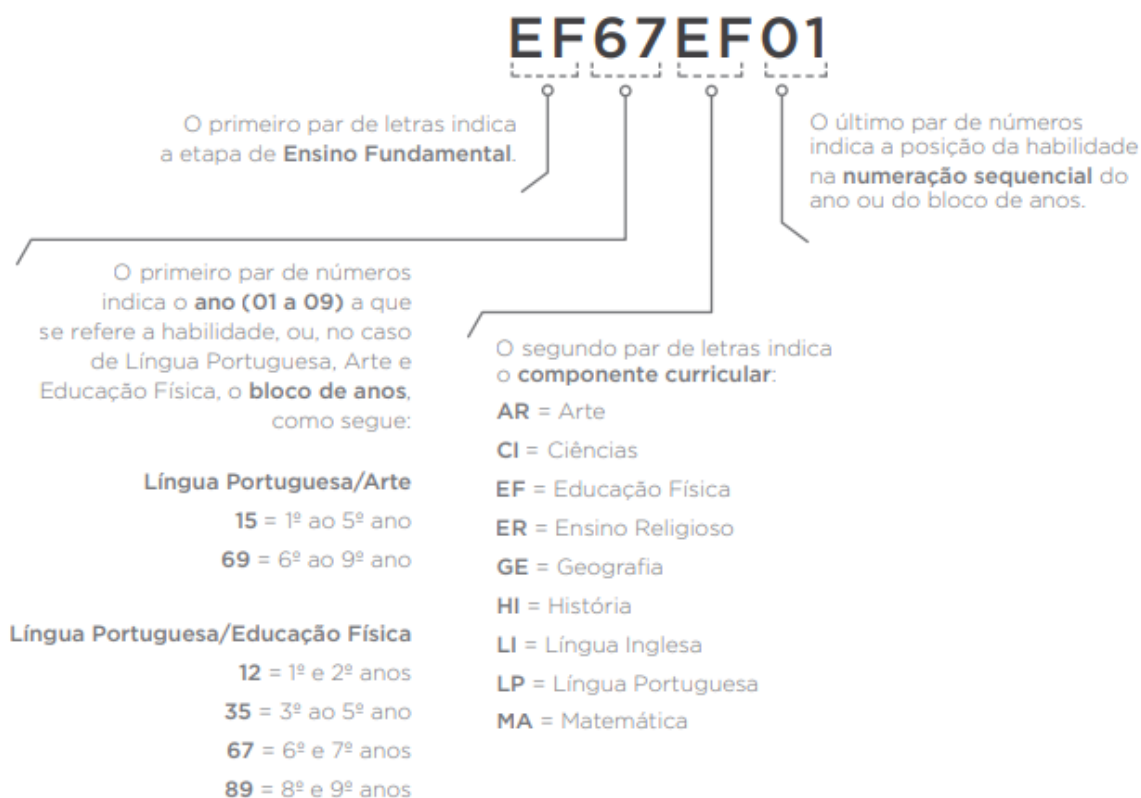 EF67EF01
O primeiro par de letras indica
a etapa de Ensino Fundamental.
O último par de números
indica a posição da habilidade
na numeração sequencial do
ano ou do bloco de anos.
O primeiro par de números
indica o ano (01 a 09) a que
se refere a habilidade, ou, no caso
de Língua Portuguesa, Arte e
Educação Física, o bloco de anos,
como segue:
Língua Portuguesa/Arte
15 = 1º ao 5º ano
69 = 6º ao 9º ano
Língua Portuguesa/Educação Física
12 = 1º e 2º anos
35 = 3º ao 5º ano
67 = 6º e 7º anos
89 = 8º e 9º anos
O segundo par de letras indica
o componente curricular:
AR = Arte
CI = Ciências
EF = Educação Física
ER = Ensino Religioso
GE = Geografia
HI = História
LI = Língua Inglesa
LP = Língua Portuguesa
MA = Matemática